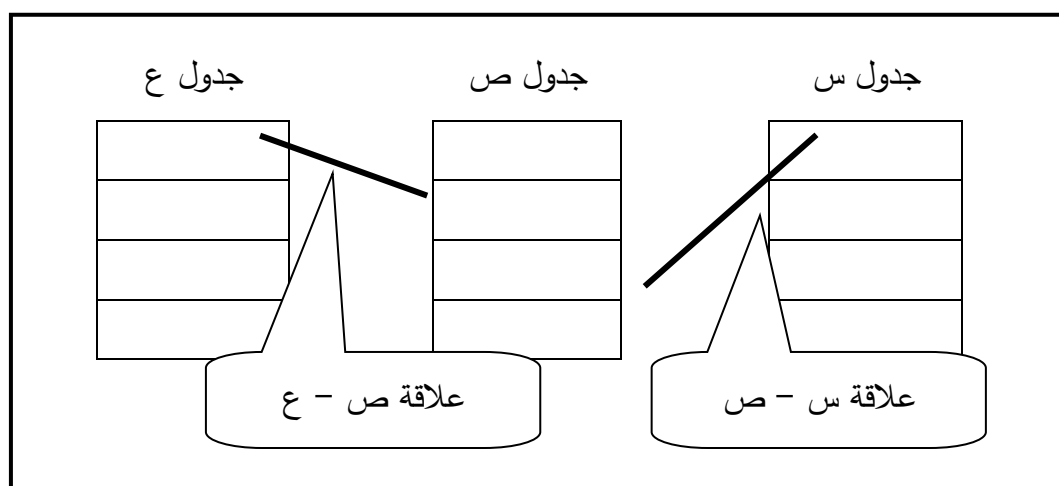 جدول س
جدول ص
جدول ع
علاقة س – ص
علاقة ص – ع